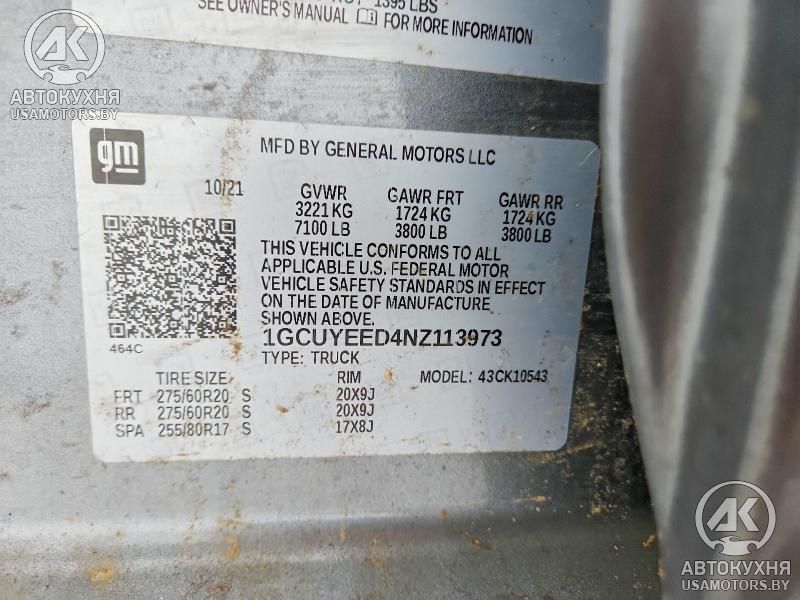 1395 LBS
SEE OWNER'S MANUAL FOR MORE INFORMATION
AK
АВТОКУХНЯ
USAMOTORS.BY
gm
MFD BY GENERAL MOTORS LLC
10/21
GVWR GAWR FRT GAWR RR
3221 KG 1724 KG 1724 KG
7100 LB 3800 LB 3800 LB
THIS VEHICLE CONFORMS TO ALL
APPLICABLE U.S. FEDERAL MOTOR
VEHICLE SAFETY STANDARDS IN EFFECT
ON THE DATE OF MANUFACTURE
SHOWN ABOVE.
1GCUYEED4NZ113973
464C
TYPE: TRUCK
MODEL: 43CK10543
TIRE SIZE RIM
FRT 275/60R20 S 20X9J
RR 275/60R20 S 20X9J
SPA 255/80R17 S 17X8J
AK
АВТОКУХНЯ
USAMOTORS.BY